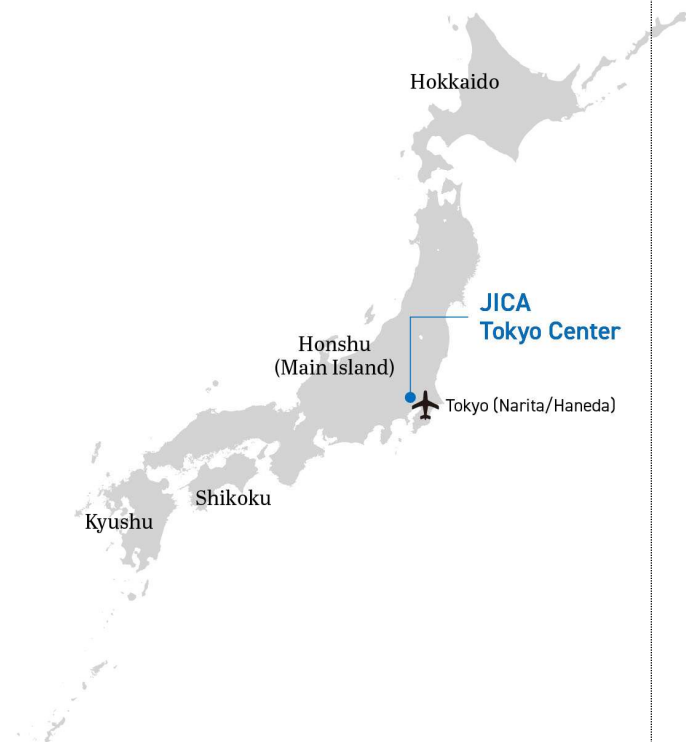 Hokkaido
JICA
Tokyo Center
Honshu
(Main Island)
Tokyo (Narita/Haneda)
Shikoku
Kyushu